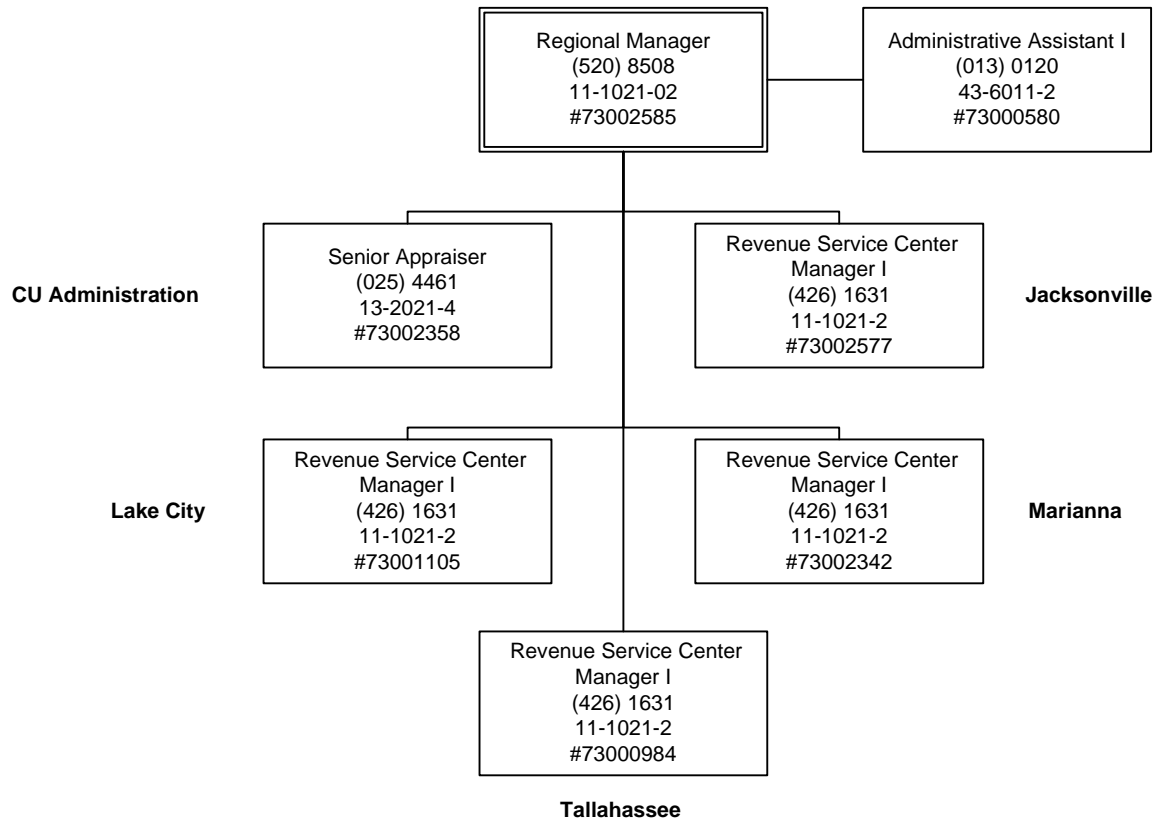 Regional Manager
(520) 8508
11-1021-02
#73002585
Administrative Assistant I
(013) 0120
43-6011-2
#73000580
CU Administration
Senior Appraiser
(025) 4461
13-2021-4
#73002358
Revenue Service Center
Manager I
(426) 1631
11-1021-2
#73002577
Jacksonville
Lake City
Revenue Service Center
Manager I
(426) 1631
11-1021-2
#73001105
Revenue Service Center
Manager I
(426) 1631
11-1021-2
#73002342
Marianna
Revenue Service Center
Manager I
(426) 1631
11-1021-2
#73000984
Tallahassee